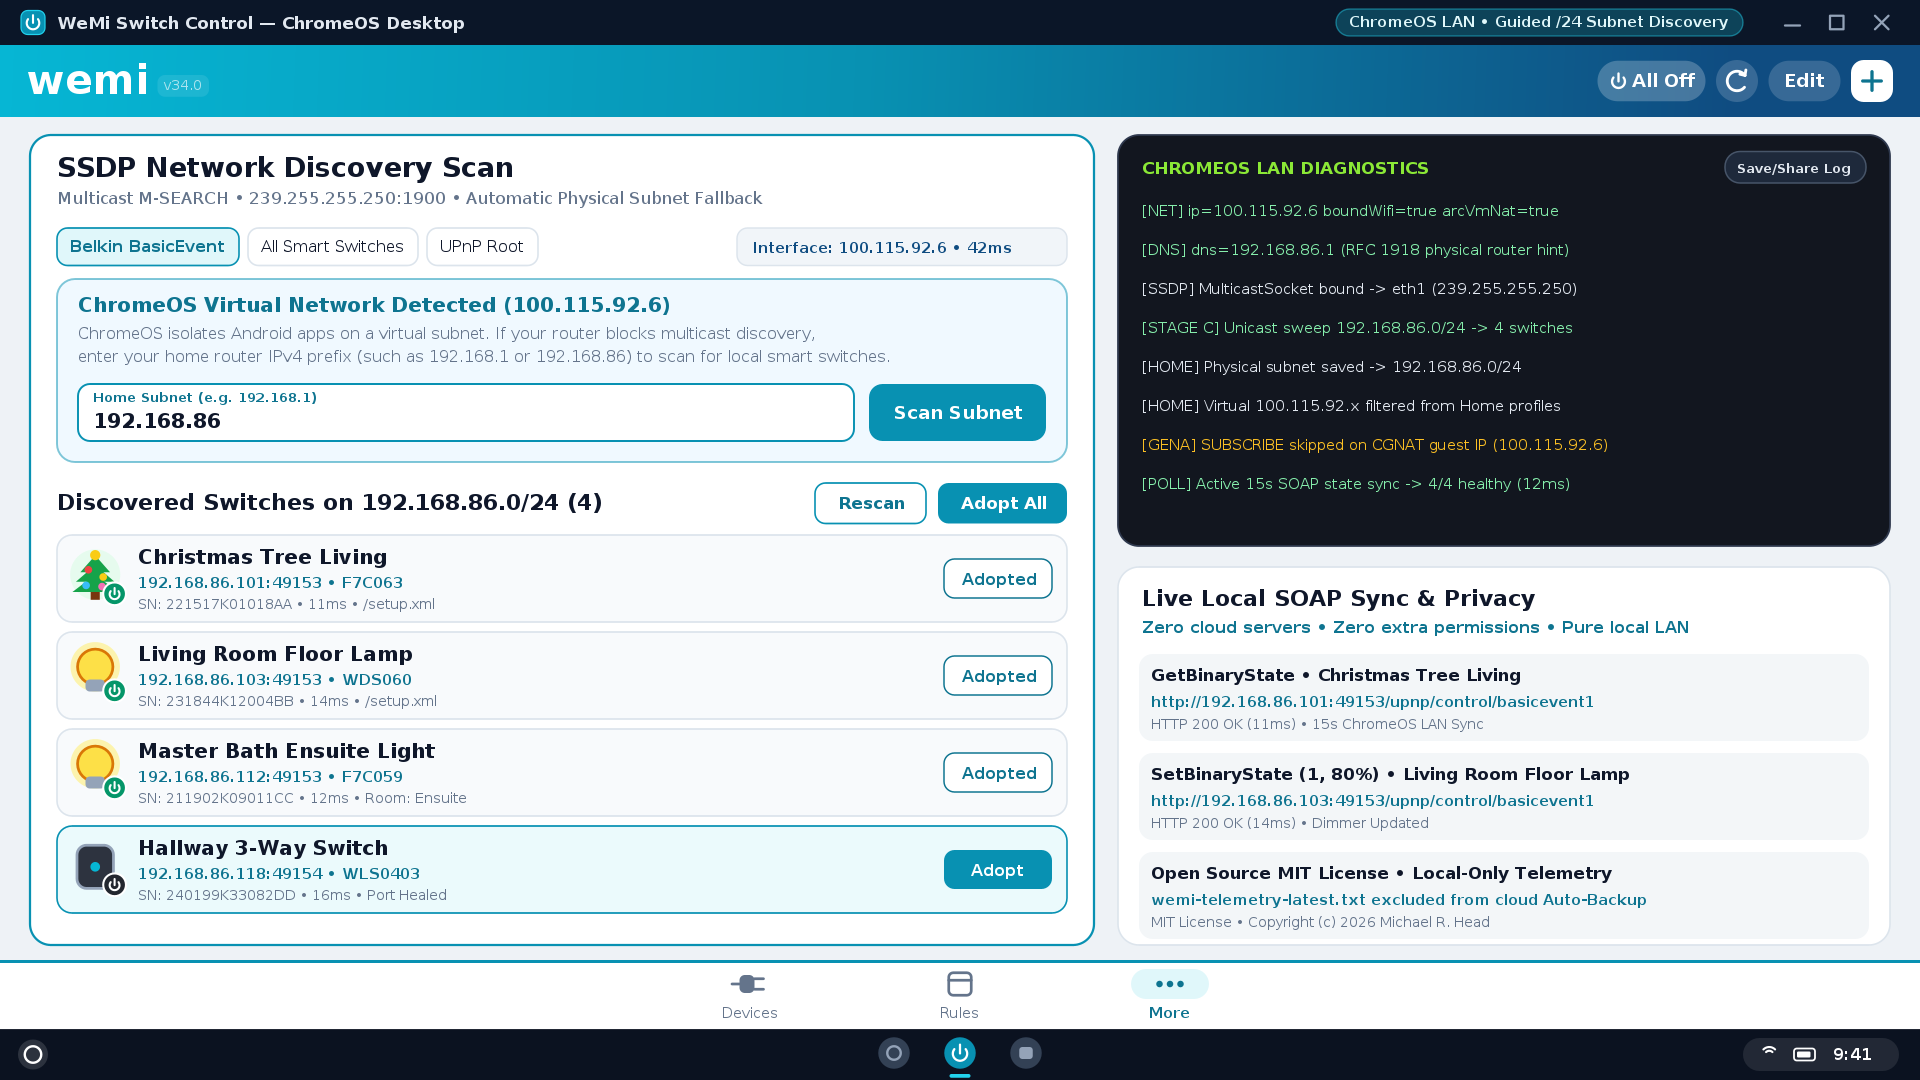 WeMi Switch Control — ChromeOS Desktop
ChromeOS LAN • Guided /24 Subnet Discovery
wemi v34.0
All Off
Edit
SSDP Network Discovery Scan
Multicast M-SEARCH • 239.255.255.250:1900 • Automatic Physical Subnet Fallback
Belkin BasicEvent
All Smart Switches
UPnP Root
Interface: 100.115.92.6 • 42ms
ChromeOS Virtual Network Detected (100.115.92.6)
ChromeOS isolates Android apps on a virtual subnet. If your router blocks multicast discovery,
enter your home router IPv4 prefix (such as 192.168.1 or 192.168.86) to scan for local smart switches.
Home Subnet (e.g. 192.168.1)
192.168.86
Scan Subnet
Discovered Switches on 192.168.86.0/24 (4)
Rescan
Adopt All
Christmas Tree Living
192.168.86.101:49153 • F7C063
SN: 221517K01018AA • 11ms • /setup.xml
Adopted
Living Room Floor Lamp
192.168.86.103:49153 • WDS060
SN: 231844K12004BB • 14ms • /setup.xml
Adopted
Master Bath Ensuite Light
192.168.86.112:49153 • F7C059
SN: 211902K09011CC • 12ms • Room: Ensuite
Adopted
Hallway 3-Way Switch
192.168.86.118:49154 • WLS0403
SN: 240199K33082DD • 16ms • Port Healed
Adopt
CHROMEOS LAN DIAGNOSTICS
Save/Share Log
[NET] ip=100.115.92.6 boundWifi=true arcVmNat=true
[DNS] dns=192.168.86.1 (RFC 1918 physical router hint)
[SSDP] MulticastSocket bound -> eth1 (239.255.255.250)
[STAGE C] Unicast sweep 192.168.86.0/24 -> 4 switches
[HOME] Physical subnet saved -> 192.168.86.0/24
[HOME] Virtual 100.115.92.x filtered from Home profiles
[GENA] SUBSCRIBE skipped on CGNAT guest IP (100.115.92.6)
[POLL] Active 15s SOAP state sync -> 4/4 healthy (12ms)
Live Local SOAP Sync & Privacy
Zero cloud servers • Zero extra permissions • Pure local LAN
GetBinaryState • Christmas Tree Living
http://192.168.86.101:49153/upnp/control/basicevent1
HTTP 200 OK (11ms) • 15s ChromeOS LAN Sync
SetBinaryState (1, 80%) • Living Room Floor Lamp
http://192.168.86.103:49153/upnp/control/basicevent1
HTTP 200 OK (14ms) • Dimmer Updated
Open Source MIT License • Local-Only Telemetry
wemi-telemetry-latest.txt excluded from cloud Auto-Backup
MIT License • Copyright (c) 2026 Michael R. Head
Devices
Rules
More
9:41